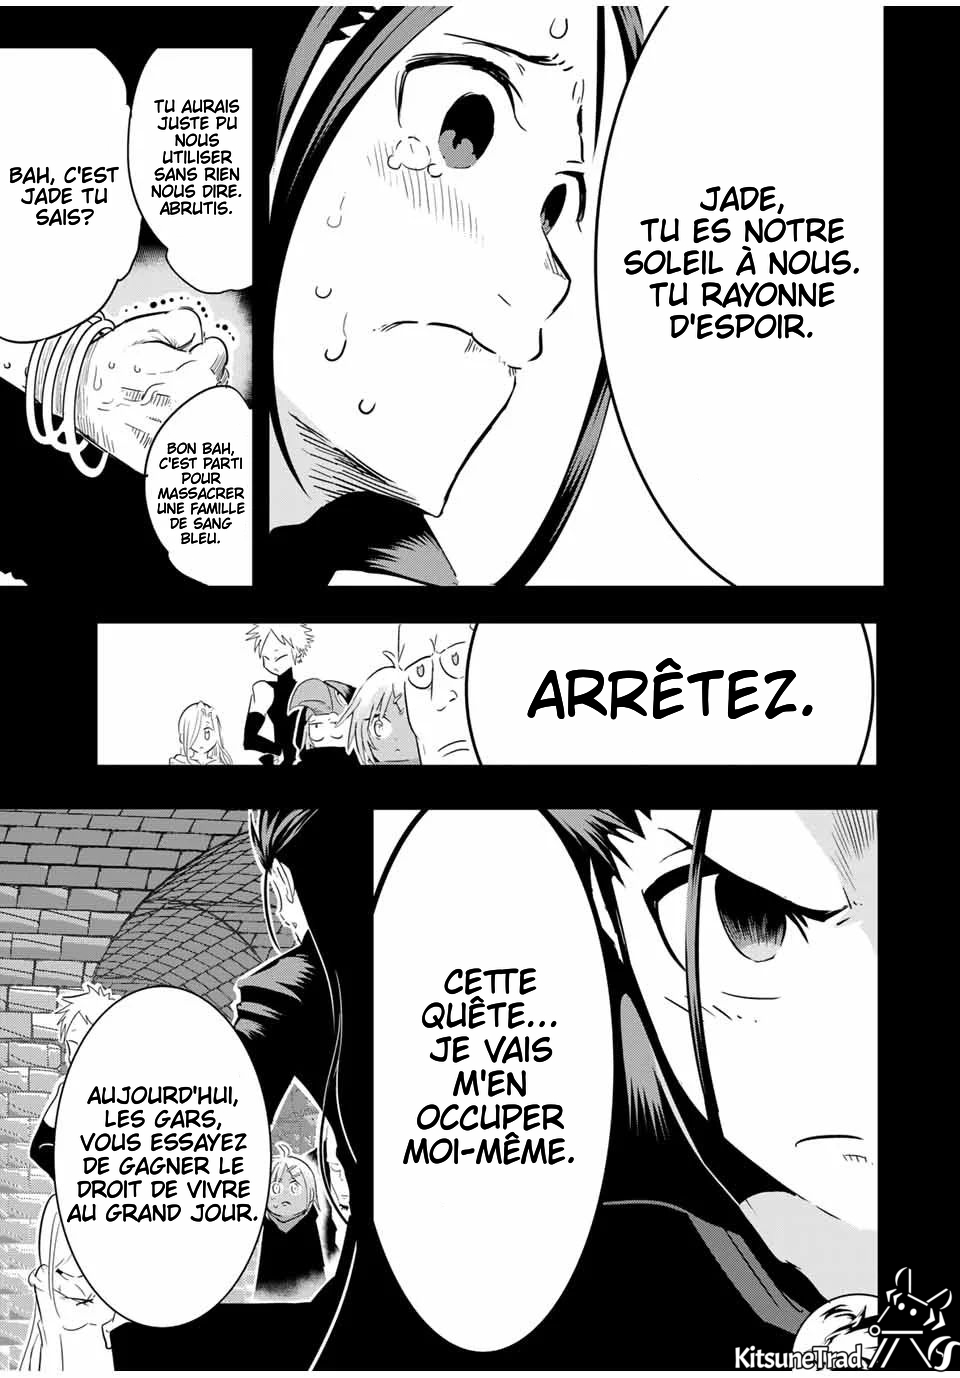 JADE,
TU ES NOTRE
SOLEIL À NOUS.
TU RAYONNE
D'ESPOIR.
TU AURAIS
JUSTE PU
NOUS
UTILISER
SANS RIEN
NOUS DIRE.
ABRUTIS.
BAH, C'EST
JADE TU
SAIS?
BON BAH,
C'EST PARTI
POUR
MASSACRER
UNE FAMILLE
DE SANG
BLEU.
ARRÊTEZ.
CETTE
QUÊTE...
JE VAIS
M'EN
OCCUPER
MOI-MÊME.
AUJOURD'HUI,
LES GARS,
VOUS ESSAYEZ
DE GAGNER LE
DROIT DE VIVRE
AU GRAND JOUR.
KitsuneTrad